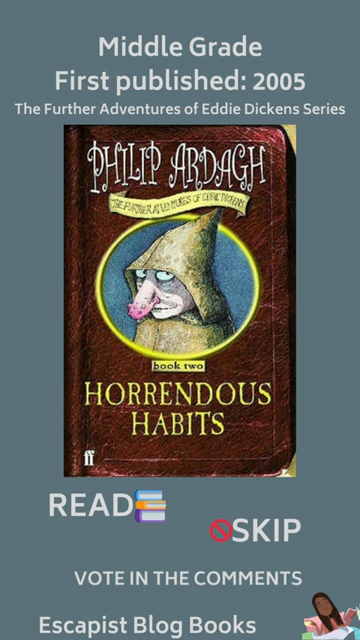 Middle Grade
First published: 2005
The Further Adventures of Eddie Dickens Series
PHILIP ARDAGH
THE FURTHER ADVENTURES OF EDDIE DICKENS
book two
HORRENDOUS
HABITS
ff
READ
SKIP
VOTE IN THE COMMENTS
Escapist Blog Books